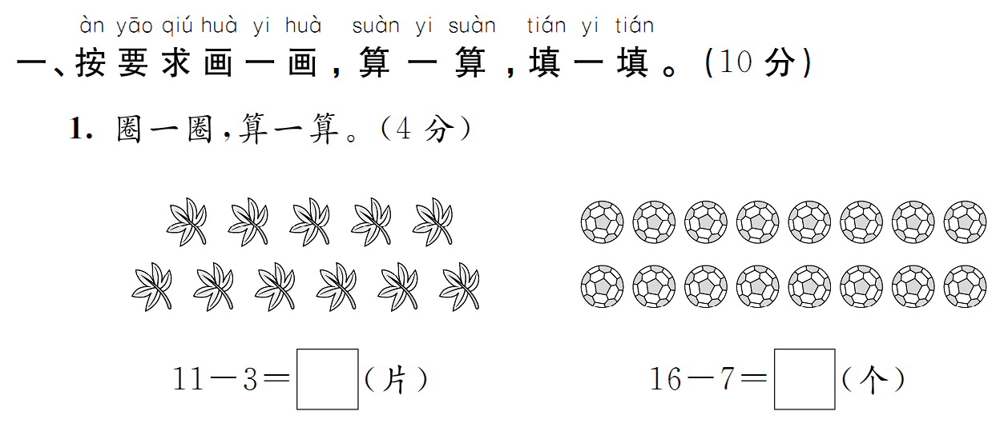 àn yāo qiú huà yi huà suàn yi suàn tián yi tián
一、按要求画一画,算一算,填一填。(10 分)
1. 圈一圈,算一算。(4 分)
11-3=□(片) 16-7=□(个)